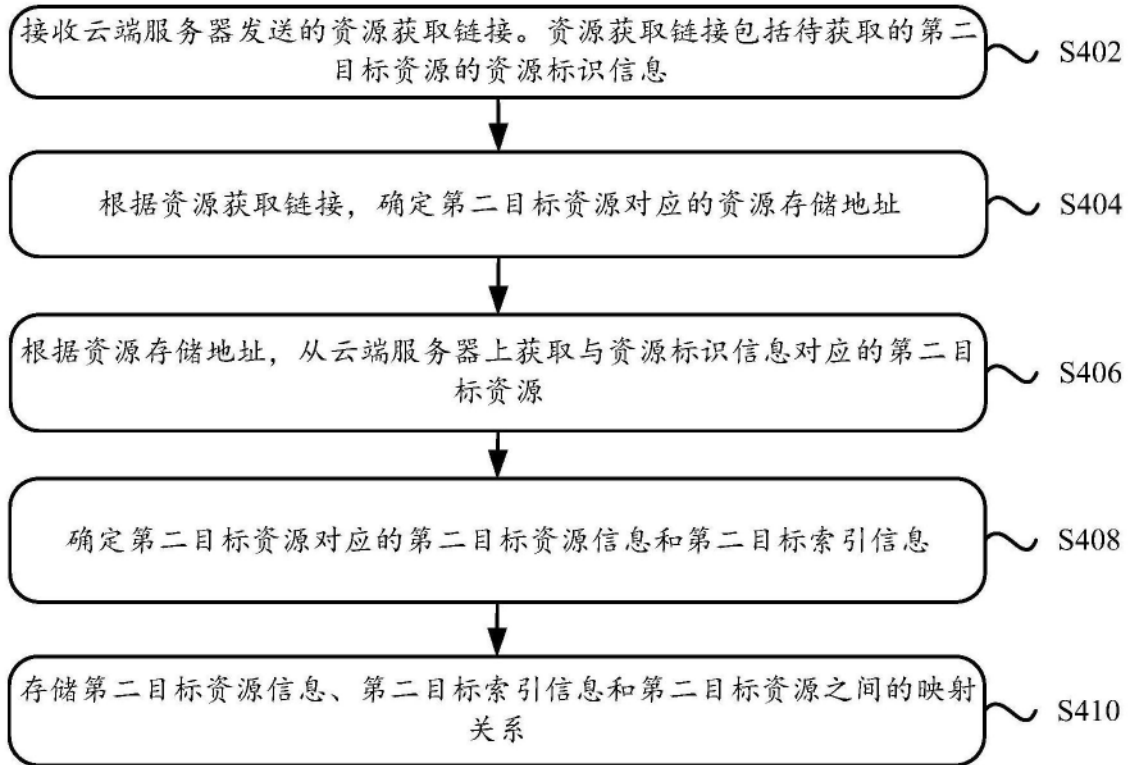 接收云端服务器发送的资源获取链接。资源获取链接包括待获取的第二
目标资源的资源标识信息
S402
根据资源获取链接，确定第二目标资源对应的资源存储地址
S404
根据资源存储地址，从云端服务器上获取与资源标识信息对应的第二目
标资源
S406
确定第二目标资源对应的第二目标资源信息和第二目标索引信息
S408
存储第二目标资源信息、第二目标索引信息和第二目标资源之间的映射
关系
S410